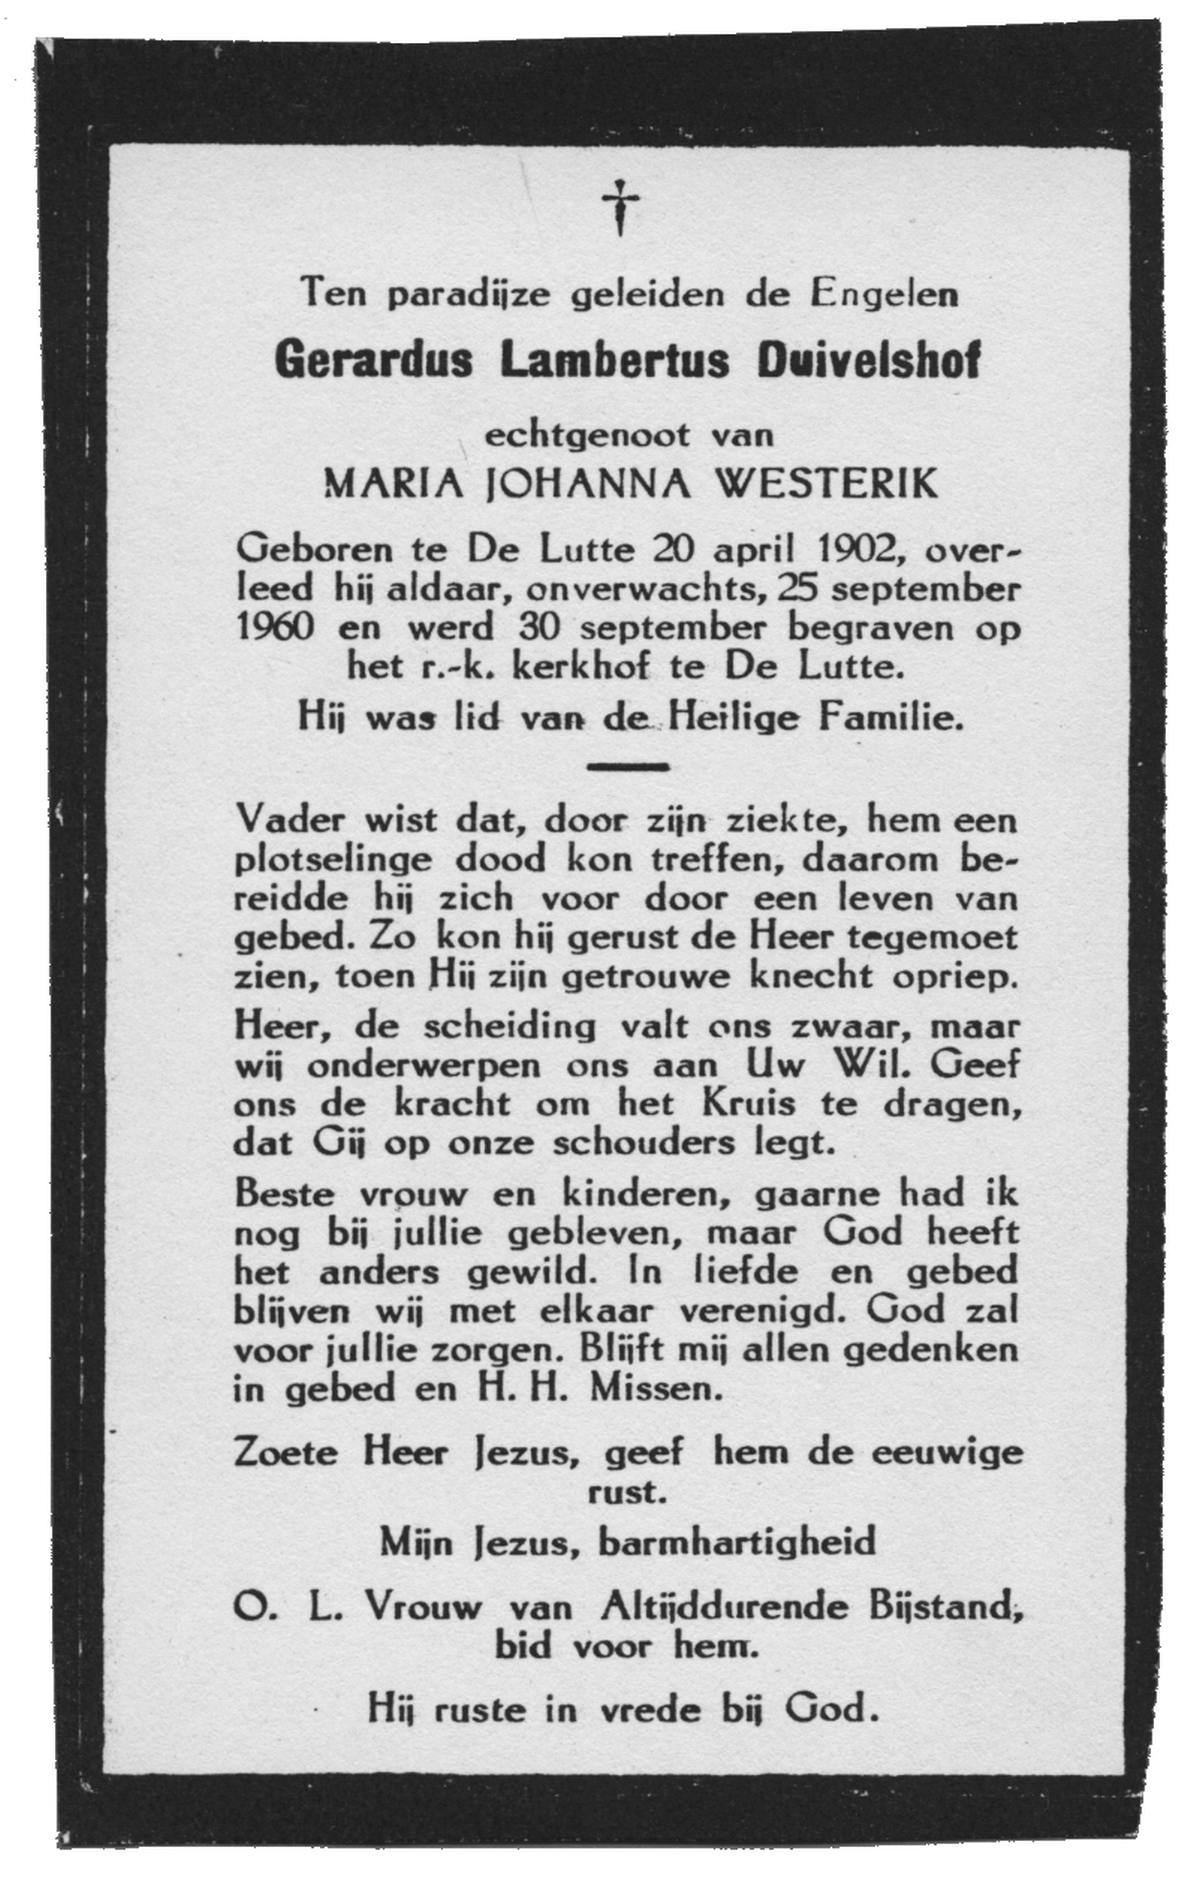 Ten paradijze geleiden de Engelen
Gerardus Lambertus Duivelshof
echtgenoot van
MARIA JOHANNA WESTERIK
Geboren te De Lutte 20 april 1902, over-
leed hij aldaar, onverwachts, 25 september
1960 en werd 30 september begraven op
het r.-k. kerkhof te De Lutte.
Hij was lid van de Heilige Familie.
Vader wist dat, door zijn ziekte, hem een
plotselinge dood kon treffen, daarom be-
reidde hij zich voor door een leven van
gebed. Zo kon hij gerust de Heer tegemoet
zien, toen Hij zijn getrouwe knecht opriep.
Heer, de scheiding valt ons zwaar, maar
wij onderwerpen ons aan Uw Wil. Geef
ons de kracht om het Kruis te dragen,
dat Gij op onze schouders legt.
Beste vrouw en kinderen, gaarne had ik
nog bij jullie gebleven, maar God heeft
het anders gewild. In liefde en gebed
blijven wij met elkaar verenigd. God zal
voor jullie zorgen. Blijft mij allen gedenken
in gebed en H. H. Missen.
Zoete Heer Jezus, geef hem de eeuwige
rust.
Mijn Jezus, barmhartigheid
O. L. Vrouw van Altijddurende Bijstand,
bid voor hem.
Hij ruste in vrede bij God.